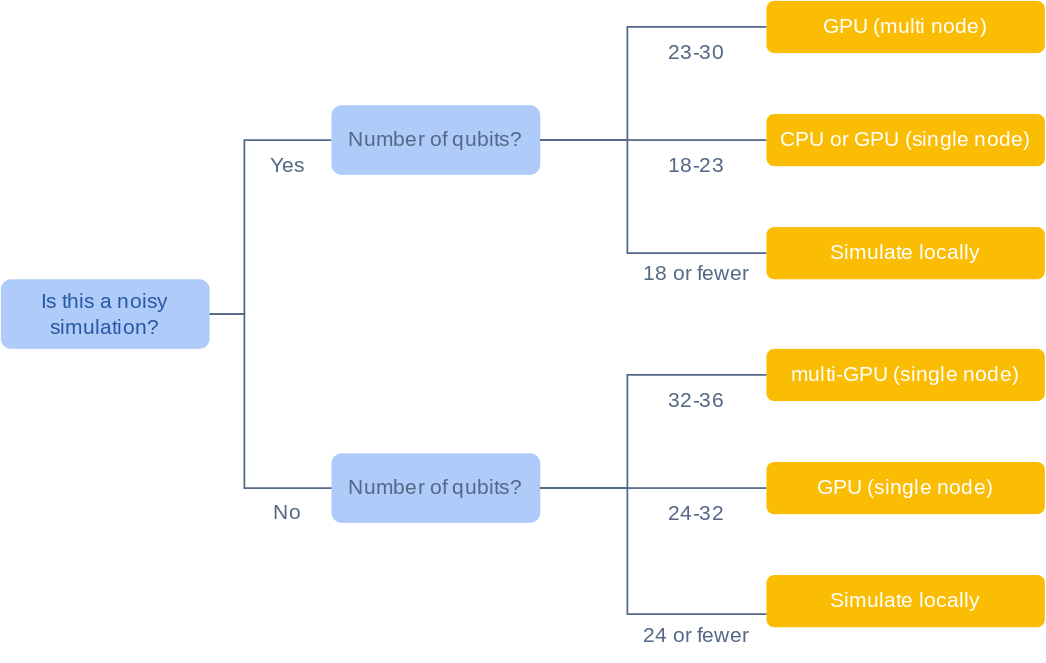 GPU (multi node)
23-30
Number of qubits?
CPU or GPU (single node)
Yes
18-23
Simulate locally
18 or fewer
Is this a noisy
simulation?
multi-GPU (single node)
32-36
Number of qubits?
GPU (single node)
No
24-32
Simulate locally
24 or fewer